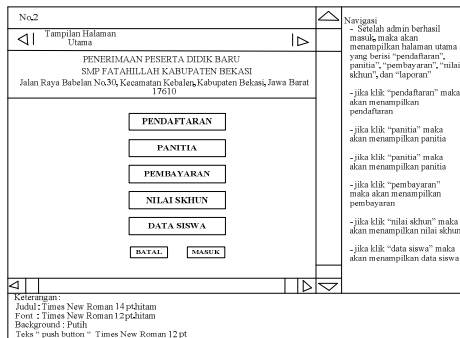 No.2
Tampilan Halaman
Utama
PENERIMAAN PESERTA DIDIK BARU
SMP FATAHILLAH KABUPATEN BEKASI
Jalan Raya Babelan No.30, Kecamatan Kebalen, Kabupaten Bekasi, Jawa Barat
17610
PENDAFTARAN
PANITIA
PEMBAYARAN
NILAI SKHUN
DATA SISWA
BATAL MASUK
Navigasi
- Setelah admin berhasil
masuk, maka akan
menampilkan halaman utama
yang berisi “pendaftaran”,
panitia”, “pembayaran”, “nilai
skhun”, dan “laporan”
-jika klik “pendaftaran” maka
akan menampilkan
pendaftaran
-jika klik “panitia” maka
akan menampilkan panitia
-jika klik “panitia” maka
akan menampilkan panitia
-jika klik “pembayaran”
maka akan menampilkan
pembayaran
-jika klik “nilai skhun” maka
akan menampilkan nilai skhun
-jika klik “data siswa” maka
akan menampilkan data siswa
Keterangan :
Judul : Times New Roman 14 pt,hitam
Font : Times New Roman 12 pt,hitam
Background : Putih
Teks “ push button “ Times New Roman 12 pt